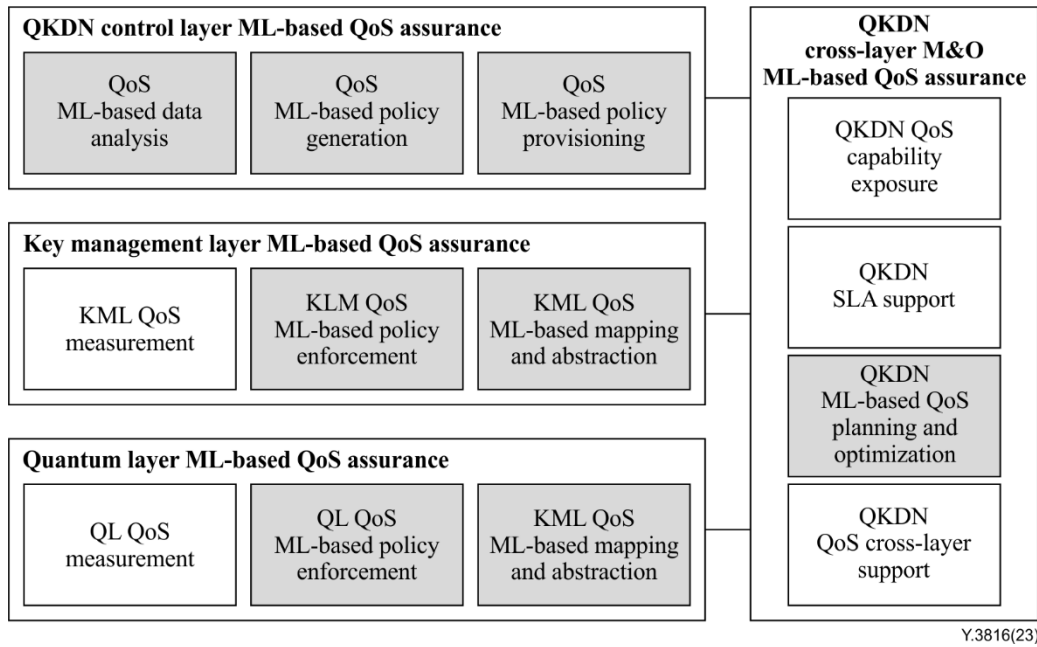 QKDN control layer ML-based QoS assurance
QoS
ML-based data
analysis
QoS
ML-based policy
generation
QoS
ML-based policy
provisioning
Key management layer ML-based QoS assurance
KML QoS
measurement
KLM QoS
ML-based policy
enforcement
KML QoS
ML-based mapping
and abstraction
Quantum layer ML-based QoS assurance
QL QoS
measurement
QL QoS
ML-based policy
enforcement
KML QoS
ML-based mapping
and abstraction
QKDN
cross-layer M&O
ML-based QoS assurance
QKDN QoS
capability
exposure
QKDN
SLA support
QKDN
ML-based QoS
planning and
optimization
QKDN
QoS cross-layer
support
Y.3816(23)